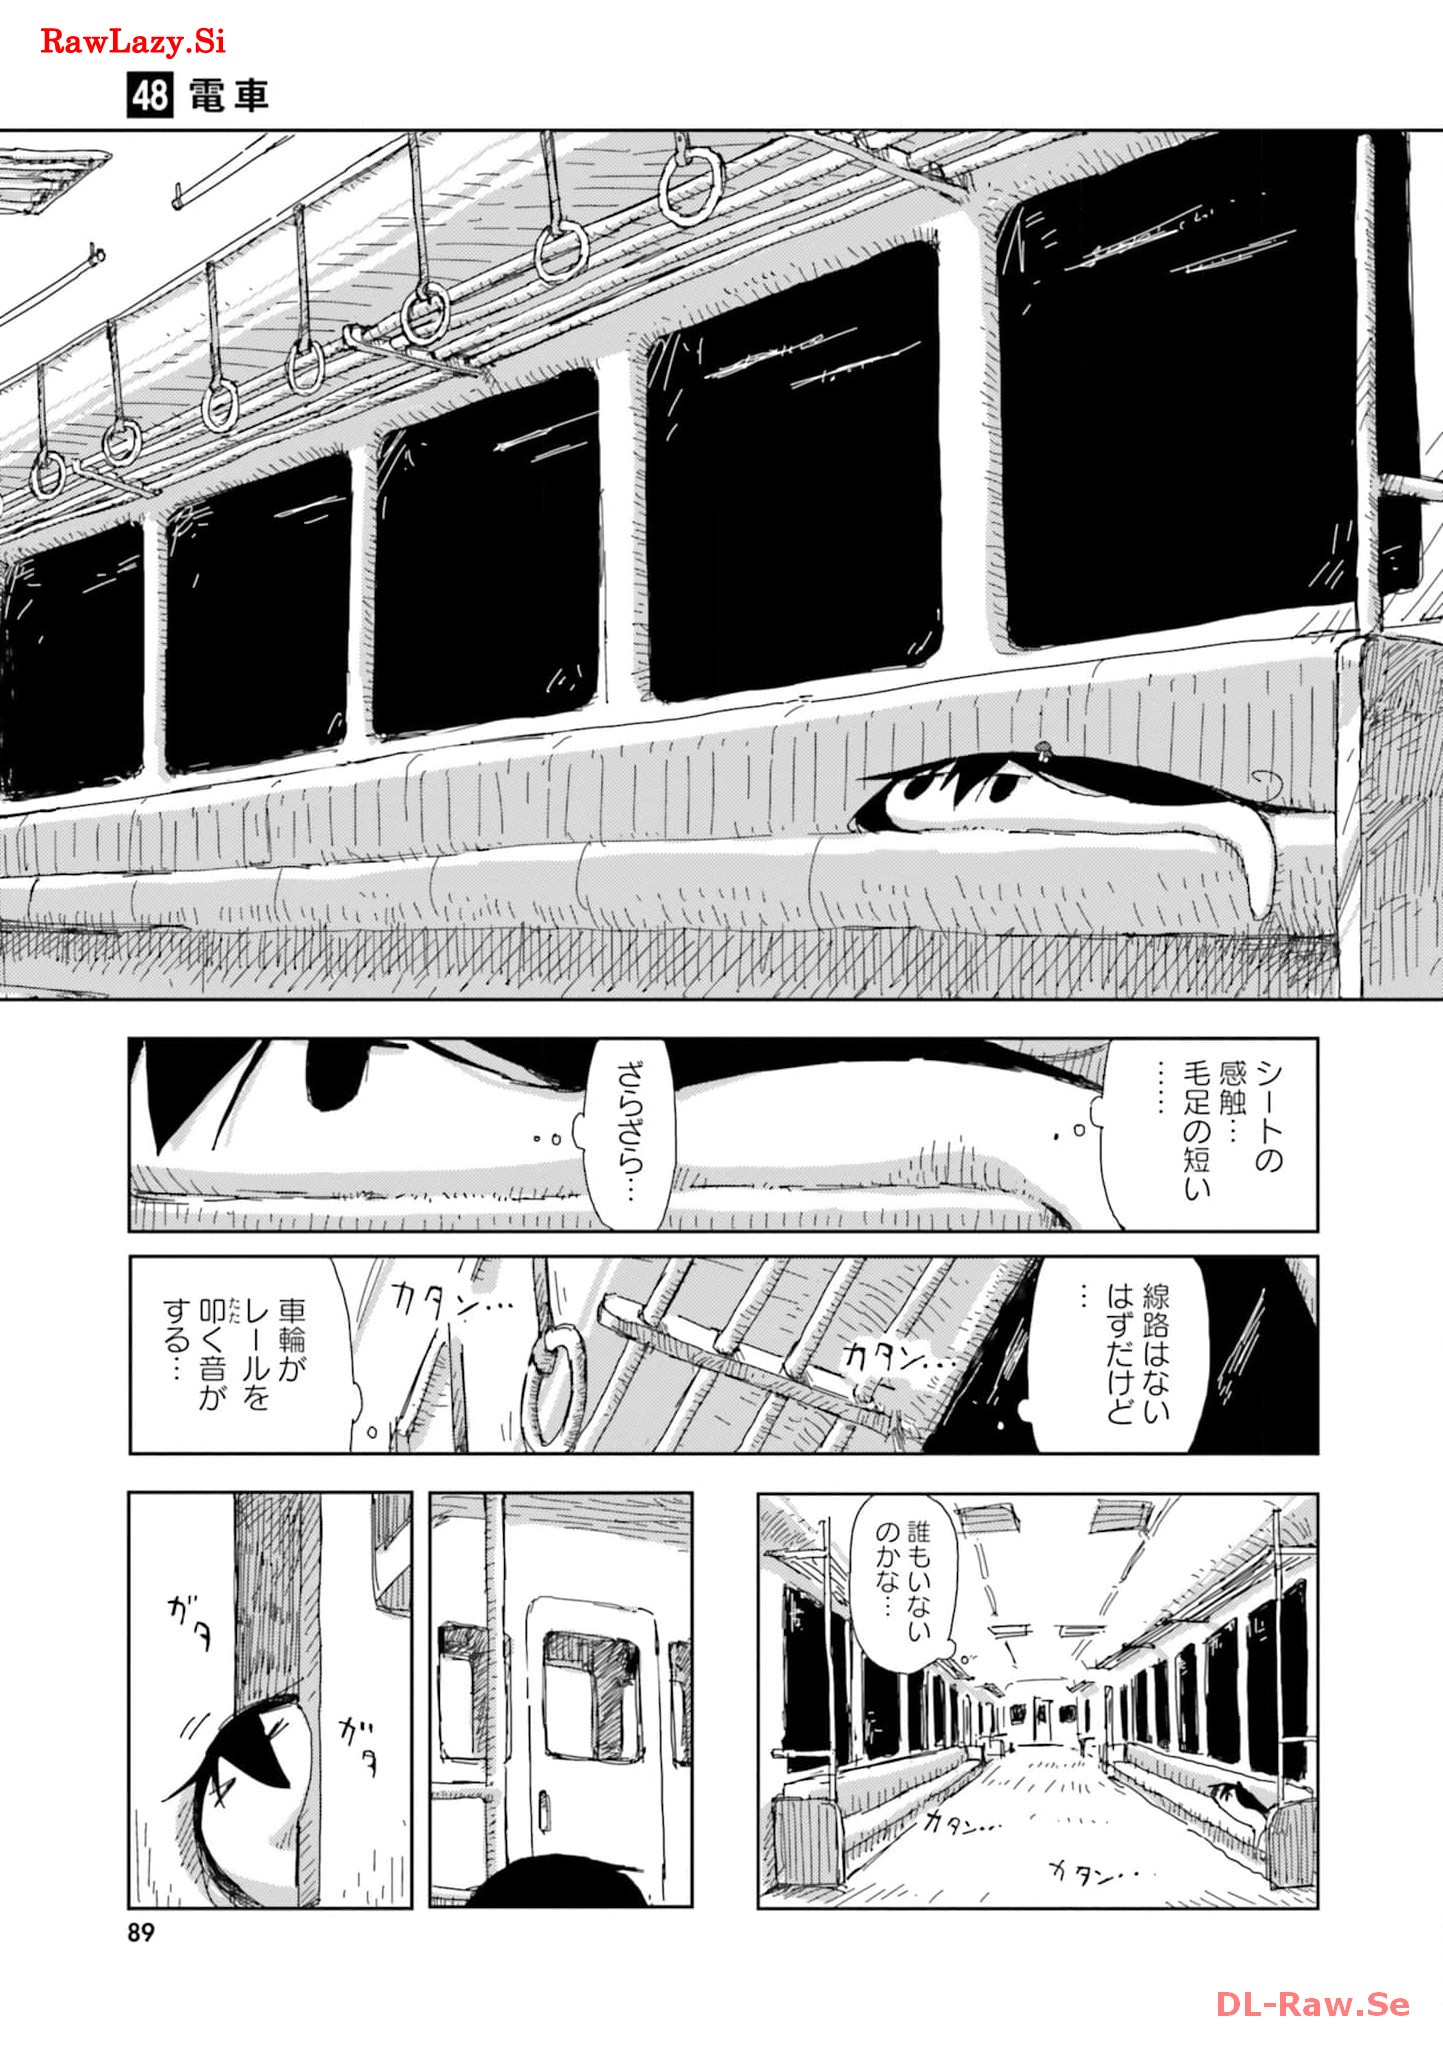 RawLazy.Si
48 電車
シートの
感触…
毛足の短い
……
ざらざら…
線路はない
はずだけど
…
カタン…
カタン…
車輪が
レールを
叩く音が
たた
する…
誰もいない
のかな…
カタン…
カタン…
ガタ
ガタ
89
DL-Raw.Se